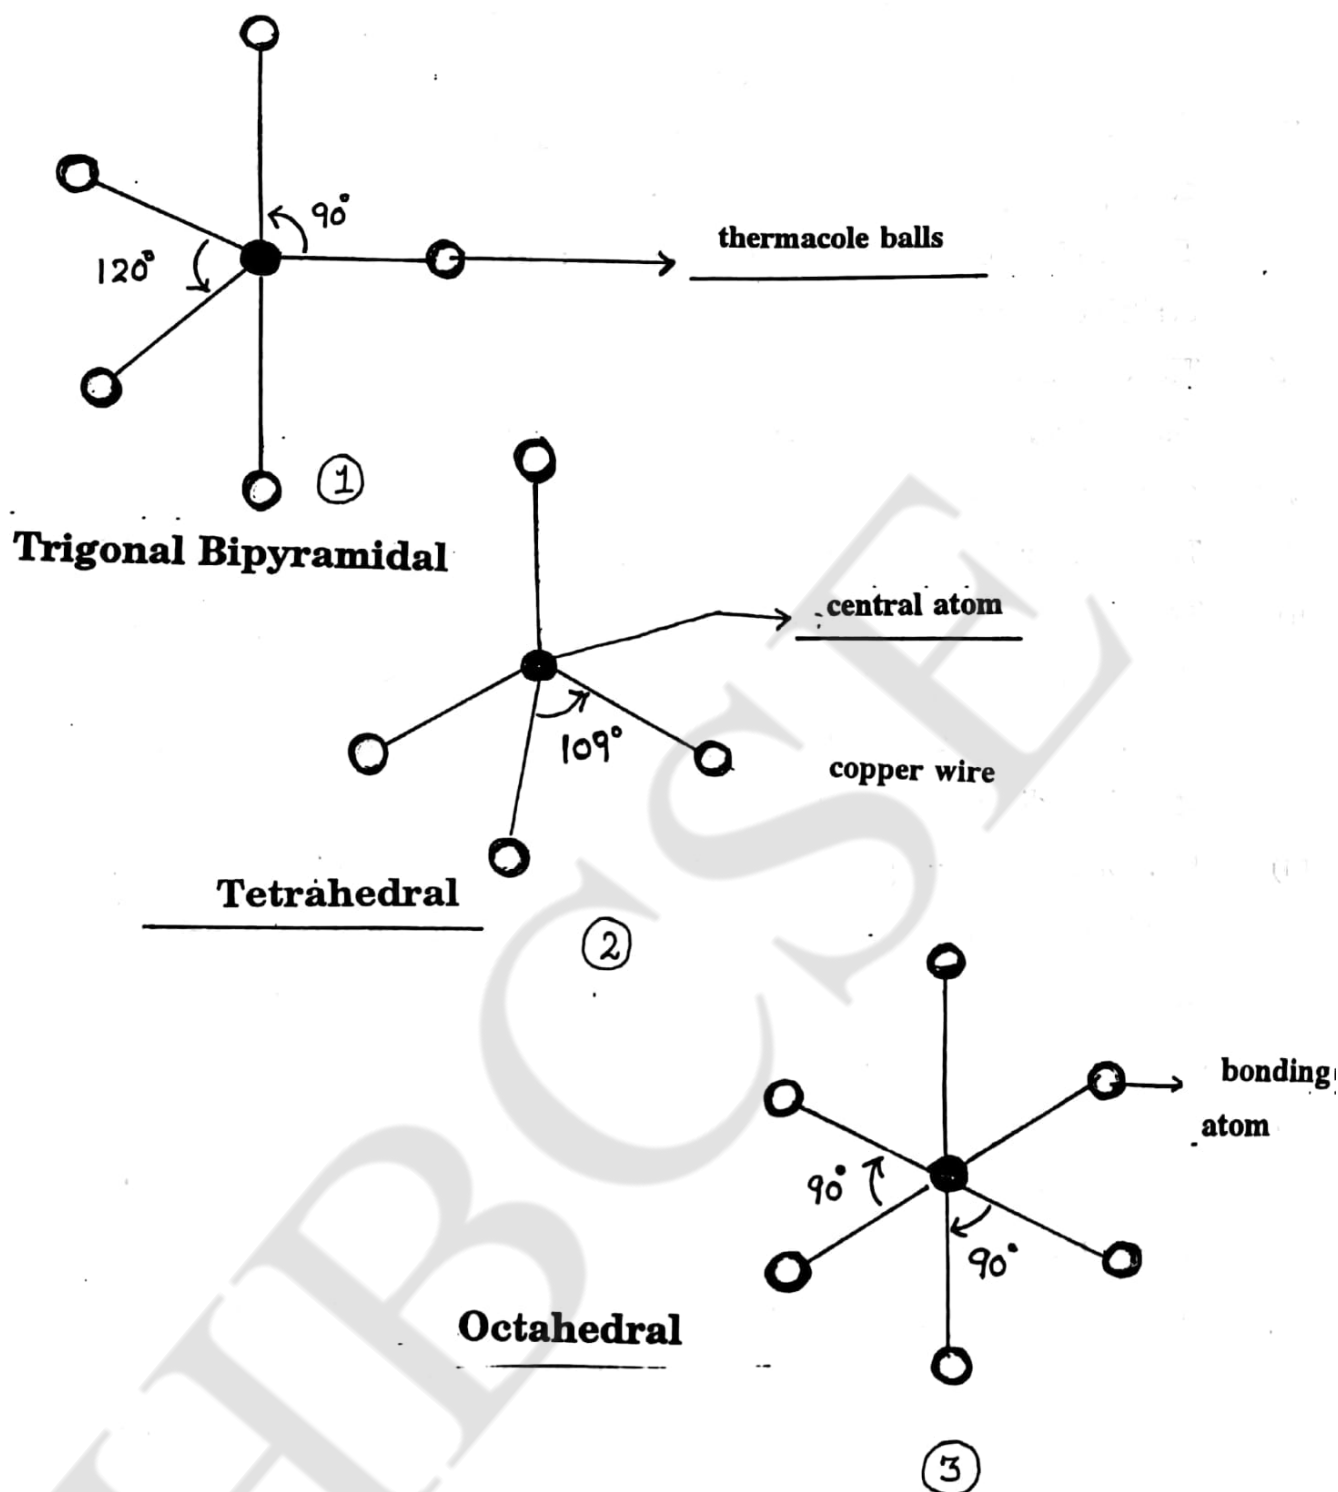 90°
thermacole balls
120°
1
Trigonal Bipyramidal
central atom
109°
copper wire
Tetrahedral
2
bonding
atom
90°
90°
Octahedral
3
HBCSE